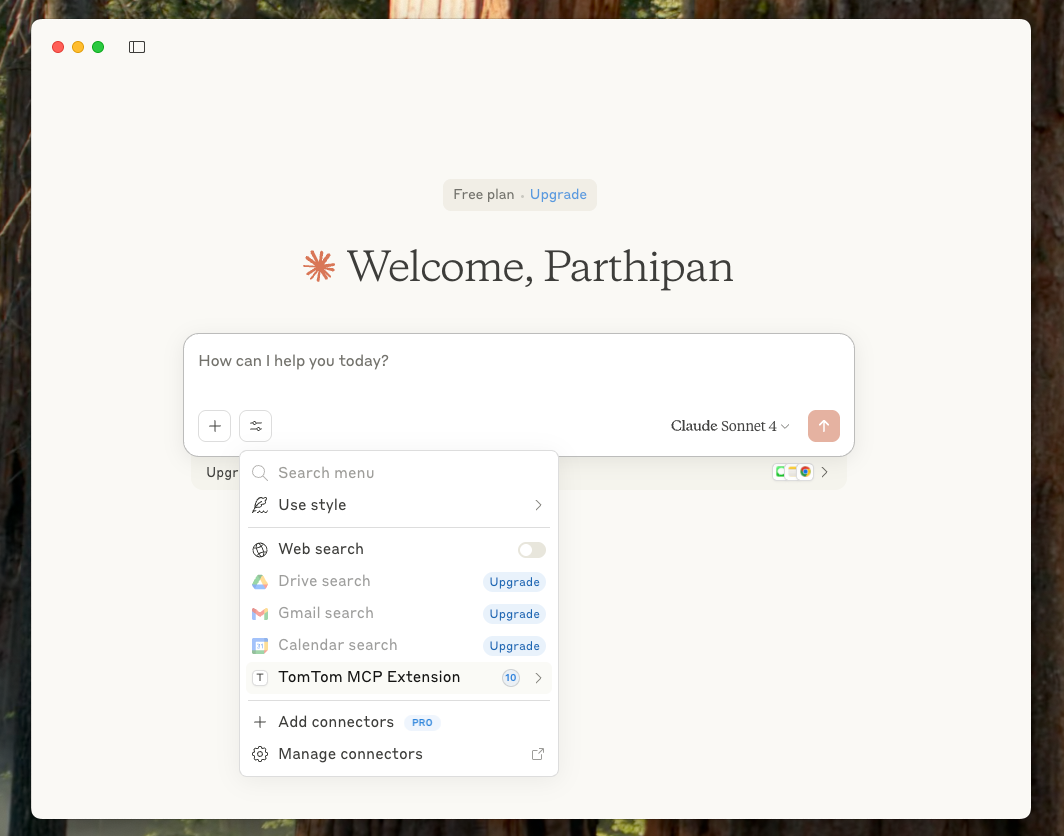 Free plan · Upgrade
Welcome, Parthipan
How can I help you today?
Claude Sonnet 4
Upgr
Search menu
Use style
Web search
Drive search Upgrade
Gmail search Upgrade
31
Calendar search Upgrade
T TomTom MCP Extension 10
Add connectors PRO
Manage connectors